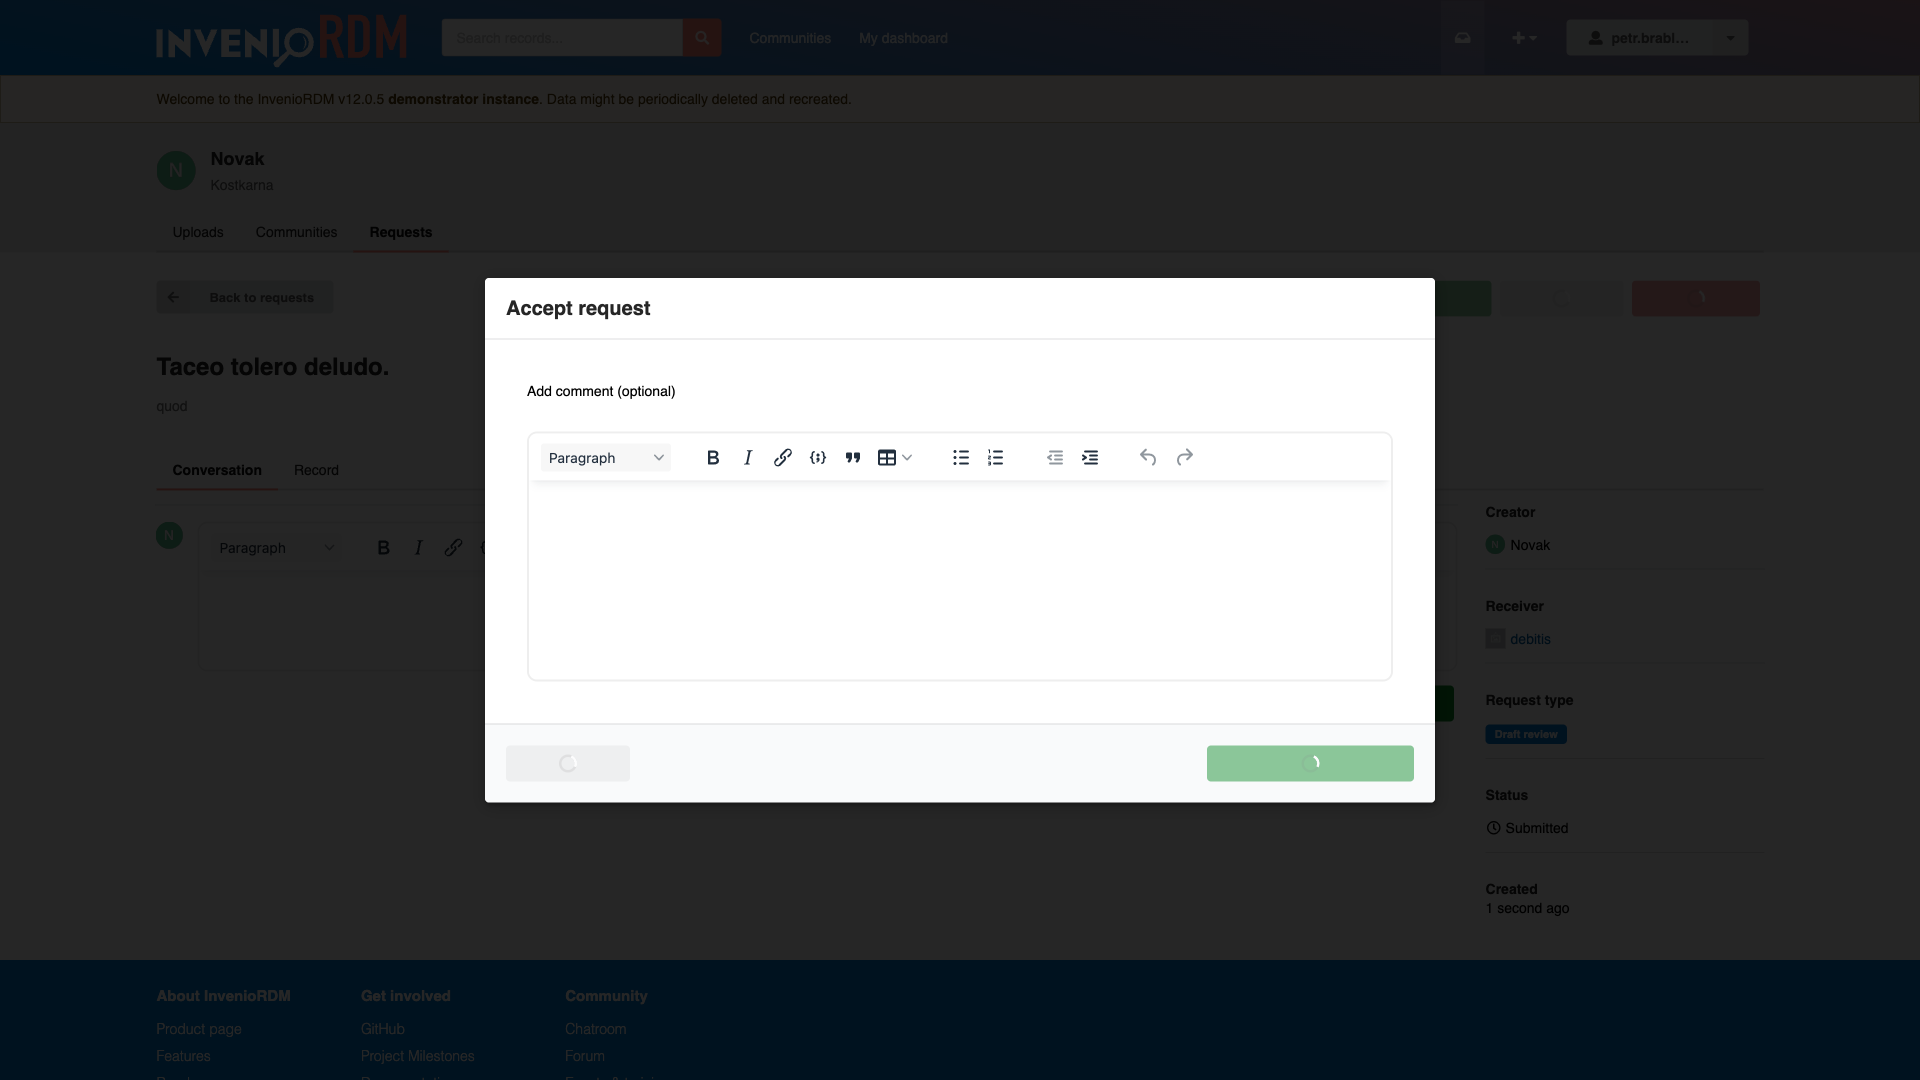 INVENIORDM
Search records...
Communities
My dashboard
petr.brabl...
Welcome to the InvenioRDM v12.0.5 demonstrator instance. Data might be periodically deleted and recreated.
N
Novak
Kostkarna
Uploads
Communities
Requests
Back to requests
Taceo tolero deludo.
quod
Conversation
Record
N
Paragraph
B
I
Accept request
Add comment (optional)
Paragraph
B
I
Creator
N
Novak
Receiver
debitis
Request type
Draft review
Status
Submitted
Created
1 second ago
About InvenioRDM
Product page
Features
Get involved
GitHub
Project Milestones
Community
Chatroom
Forum